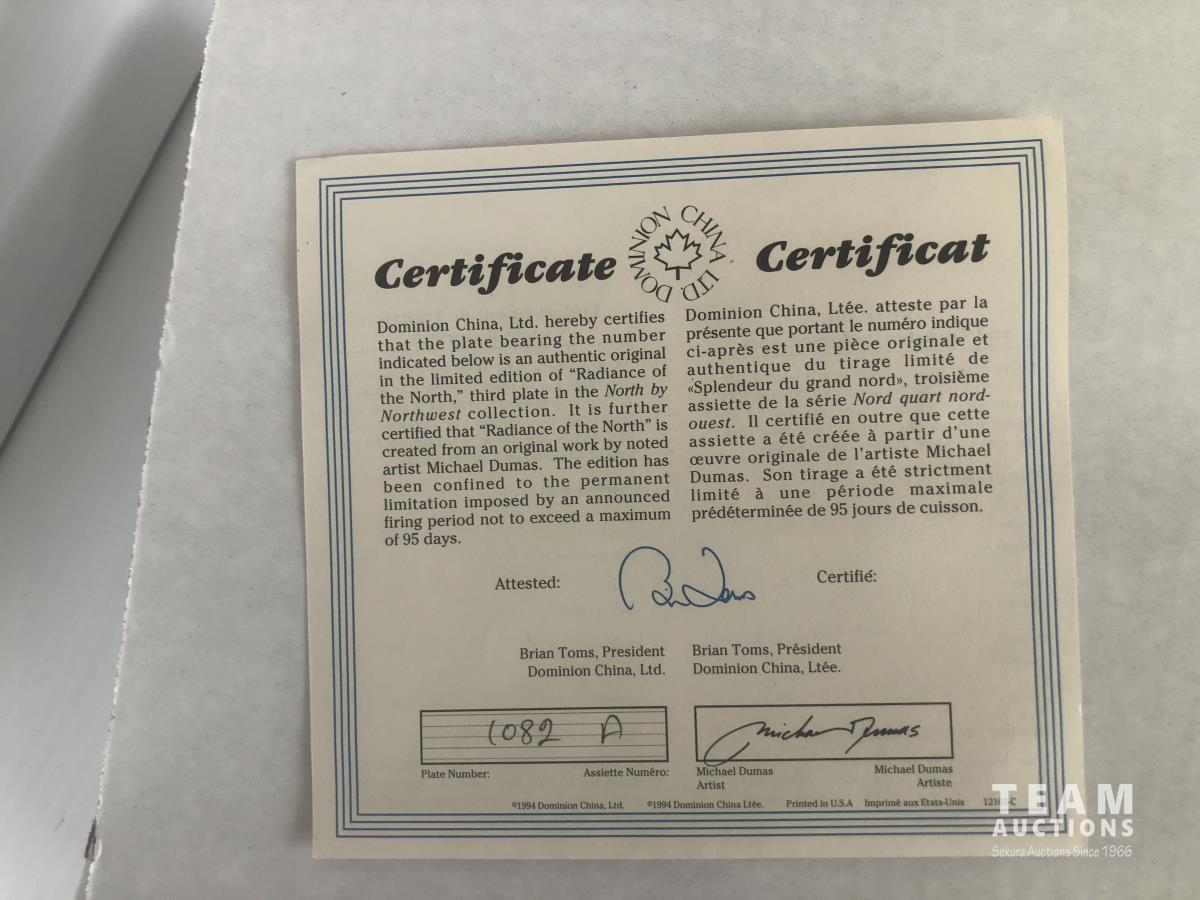 Certificate
DOMINION CHINA LTD.
Certificat
Dominion China, Ltd. hereby certifies
that the plate bearing the number
indicated below is an authentic original
in the limited edition of “Radiance of
the North,” third plate in the North by
Northwest collection. It is further
certified that “Radiance of the North” is
created from an original work by noted
artist Michael Dumas. The edition has
been confined to the permanent
limitation imposed by an announced
firing period not to exceed a maximum
of 95 days.
Dominion China, Ltée. atteste par la
présente que portant le numéro indique
ci-après est une pièce originale et
authentique du tirage limité de
«Splendeur du grand nord», troisième
assiette de la série Nord quart nord-
ouest. Il certifié en outre que cette
assiette a été créée à partir d'une
œuvre originale de l'artiste Michael
Dumas. Son tirage a été strictment
limité à une période maximale
prédéterminée de 95 jours de cuisson.
Attested:
Certifié:
Brian Toms, President
Dominion China, Ltd.
Brian Toms, Président
Dominion China, Ltée.
1082 A
Michael Dumas
Plate Number: Assiette Numéro:
Michael Dumas
Artist
Michael Dumas
Artiste
©1994 Dominion China, Ltd. ©1994 Dominion China Ltée. Printed in U.S.A Imprimé aux Etats-Unis
TEAM
AUCTIONS
Sekura Auctions Since 1966